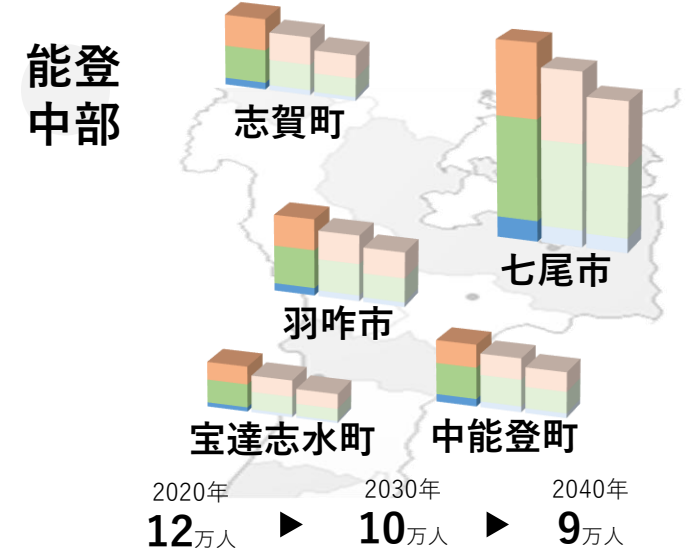 能登
中部
志賀町
七尾市
羽咋市
宝達志水町
中能登町
2020年
12万人
▶
2030年
10万人
▶
2040年
9万人